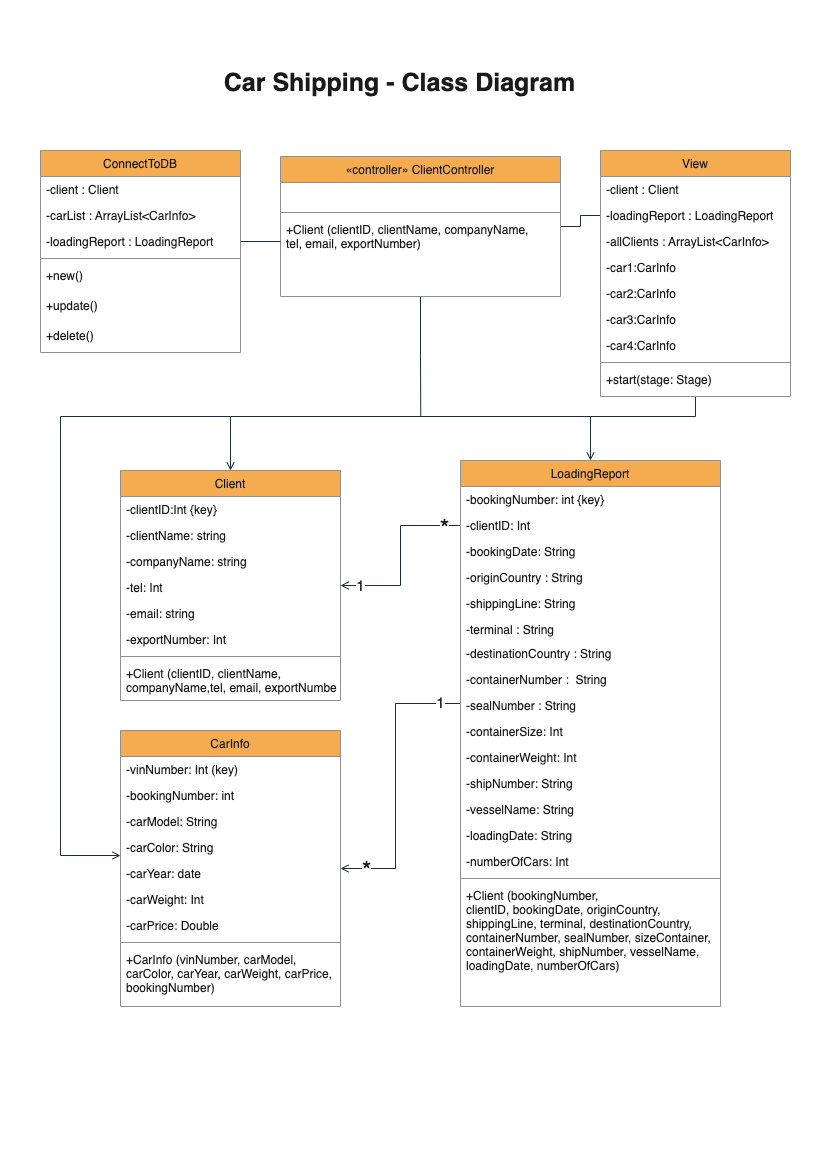 Car Shipping - Class Diagram
ConnectToDB
-client : Client
-carList : ArrayList<CarInfo>
-loadingReport : LoadingReport
+new()
+update()
+delete()
«controller» ClientController
+Client (clientID, clientName, companyName,
tel, email, exportNumber)
View
-client : Client
-loadingReport : LoadingReport
-allClients : ArrayList<CarInfo>
-car1:CarInfo
-car2:CarInfo
-car3:CarInfo
-car4:CarInfo
+start(stage: Stage)
Client
-clientID:Int {key}
-clientName: string
-companyName: string
-tel: Int
-email: string
-exportNumber: Int
+Client (clientID, clientName,
companyName,tel, email, exportNumbe
*
1
1
*
LoadingReport
-bookingNumber: int {key}
-clientID: Int
-bookingDate: String
-originCountry : String
-shippingLine: String
-terminal : String
-destinationCountry : String
-containerNumber :  String
-sealNumber : String
-containerSize: Int
-containerWeight: Int
-shipNumber: String
-vesselName: String
-loadingDate: String
-numberOfCars: Int
+Client (bookingNumber,
clientID, bookingDate, originCountry,
shippingLine, terminal, destinationCountry,
containerNumber, sealNumber, sizeContainer,
containerWeight, shipNumber, vesselName,
loadingDate, numberOfCars)
CarInfo
-vinNumber: Int (key)
-bookingNumber: int
-carModel: String
-carColor: String
-carYear: date
-carWeight: Int
-carPrice: Double
+CarInfo (vinNumber, carModel,
carColor, carYear, carWeight, carPrice,
bookingNumber)